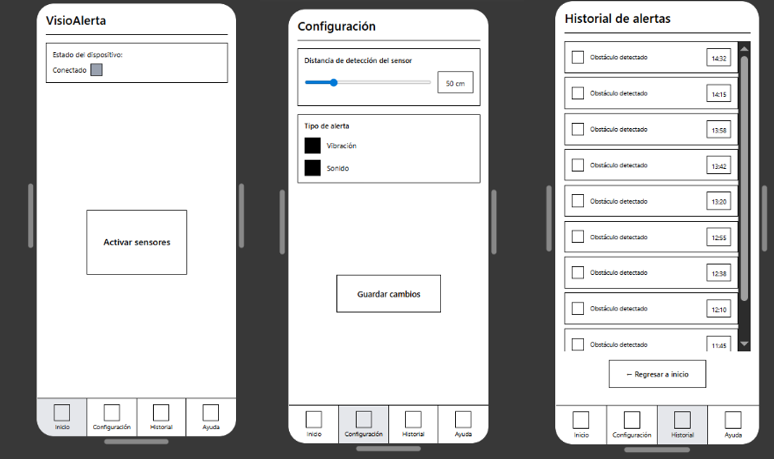 VisioAlerta
Estado del dispositivo:
Conectado
Activar sensores
Inicio
Configuración
Historial
Ayuda
Configuración
Distancia de detección del sensor
50 cm
Tipo de alerta
Vibración
Sonido
Guardar cambios
Inicio
Configuración
Historial
Ayuda
Historial de alertas
Obstáculo detectado 14:32
Obstáculo detectado 14:15
Obstáculo detectado 13:58
Obstáculo detectado 13:42
Obstáculo detectado 13:20
Obstáculo detectado 12:55
Obstáculo detectado 12:38
Obstáculo detectado 12:10
Obstáculo detectado 11:45
← Regresar a inicio
Inicio
Configuración
Historial
Ayuda